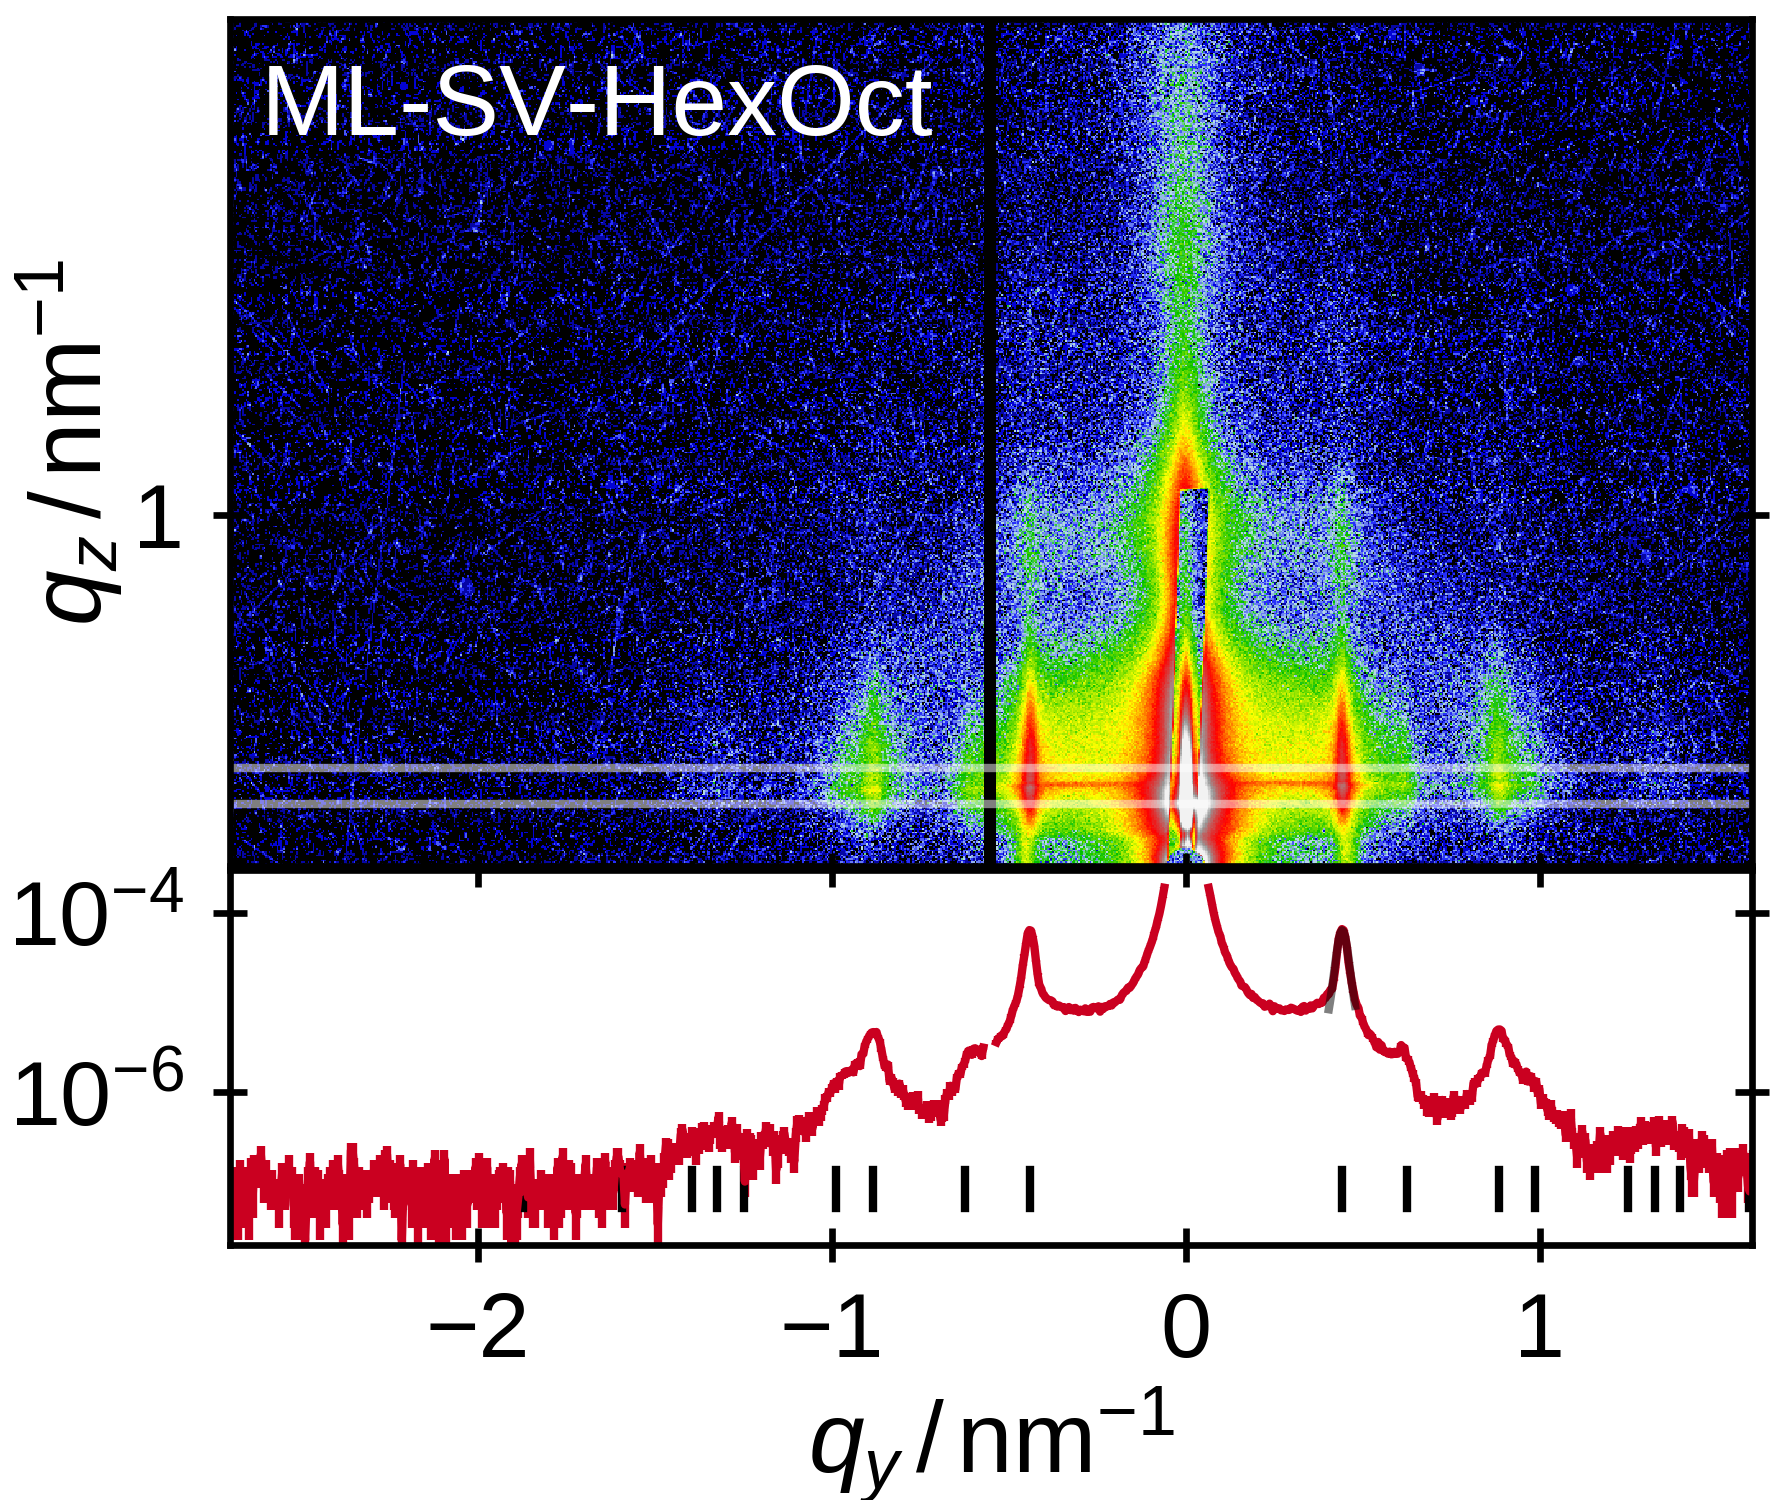 ML-SV-HexOct
q_z / nm⁻¹
1
10⁻⁴
10⁻⁶
−2 −1 0 1
q_y / nm⁻¹